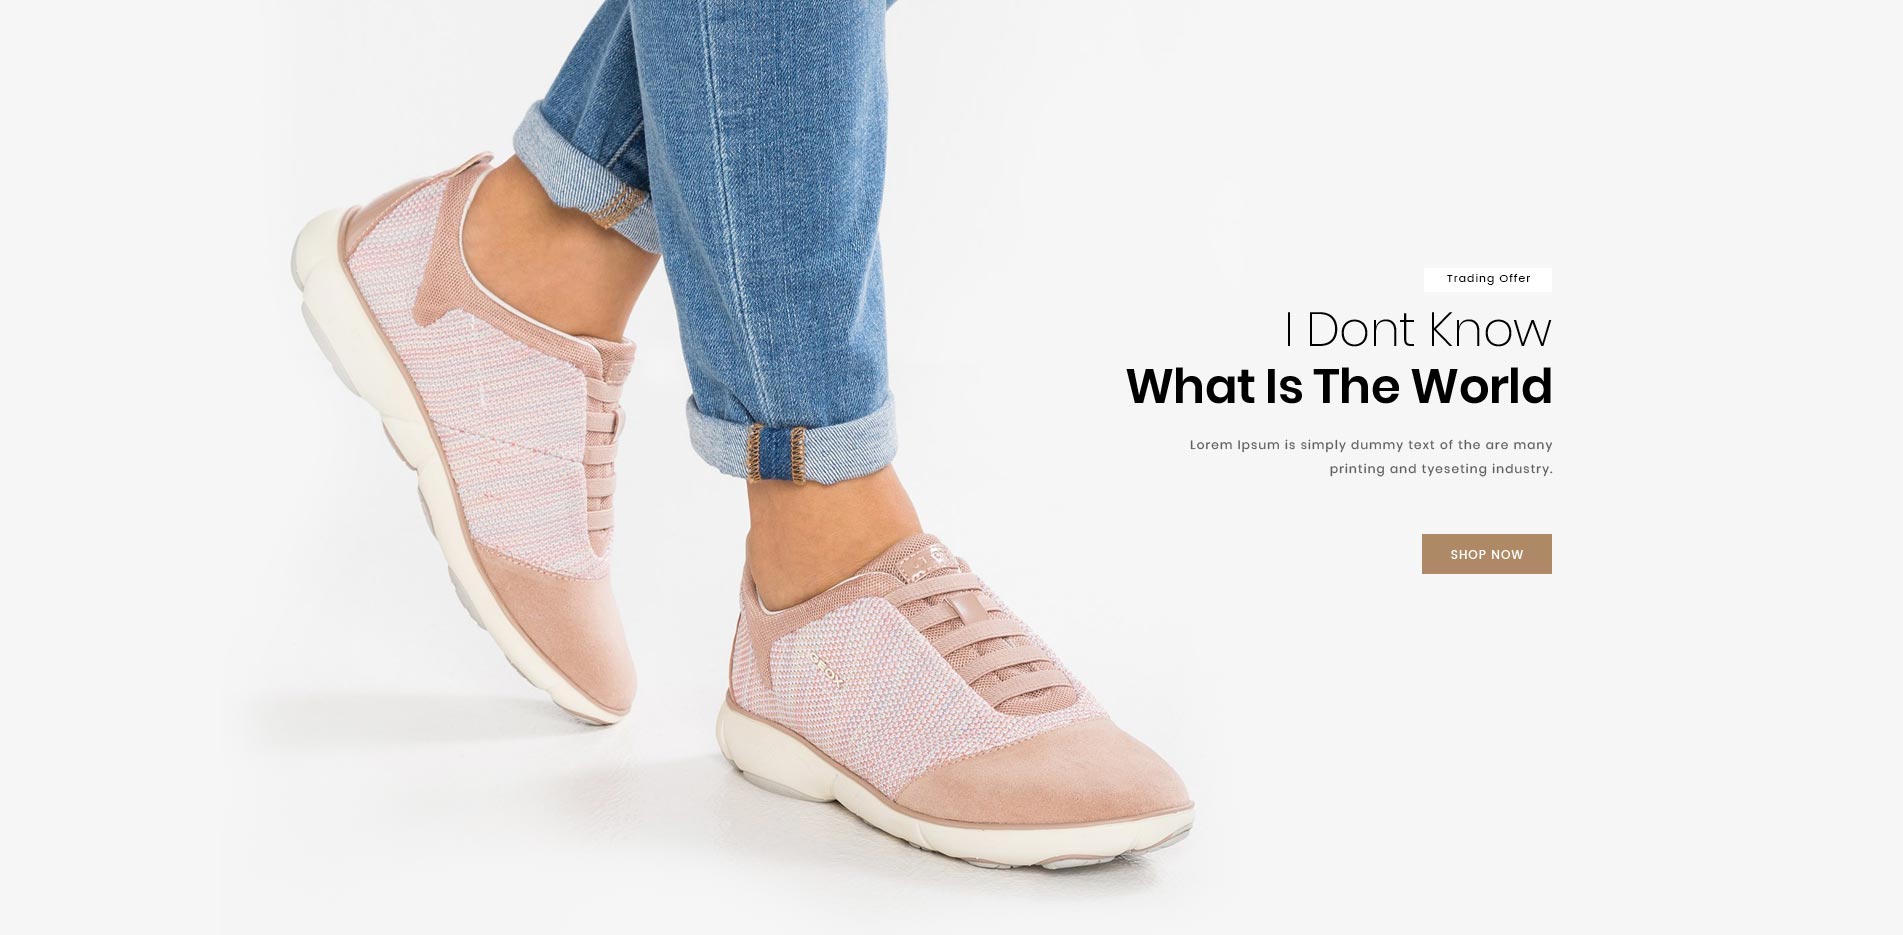 Trading Offer
I Dont Know
What Is The World
Lorem Ipsum is simply dummy text of the are many
printing and tyeseting industry.
SHOP NOW
GEOX